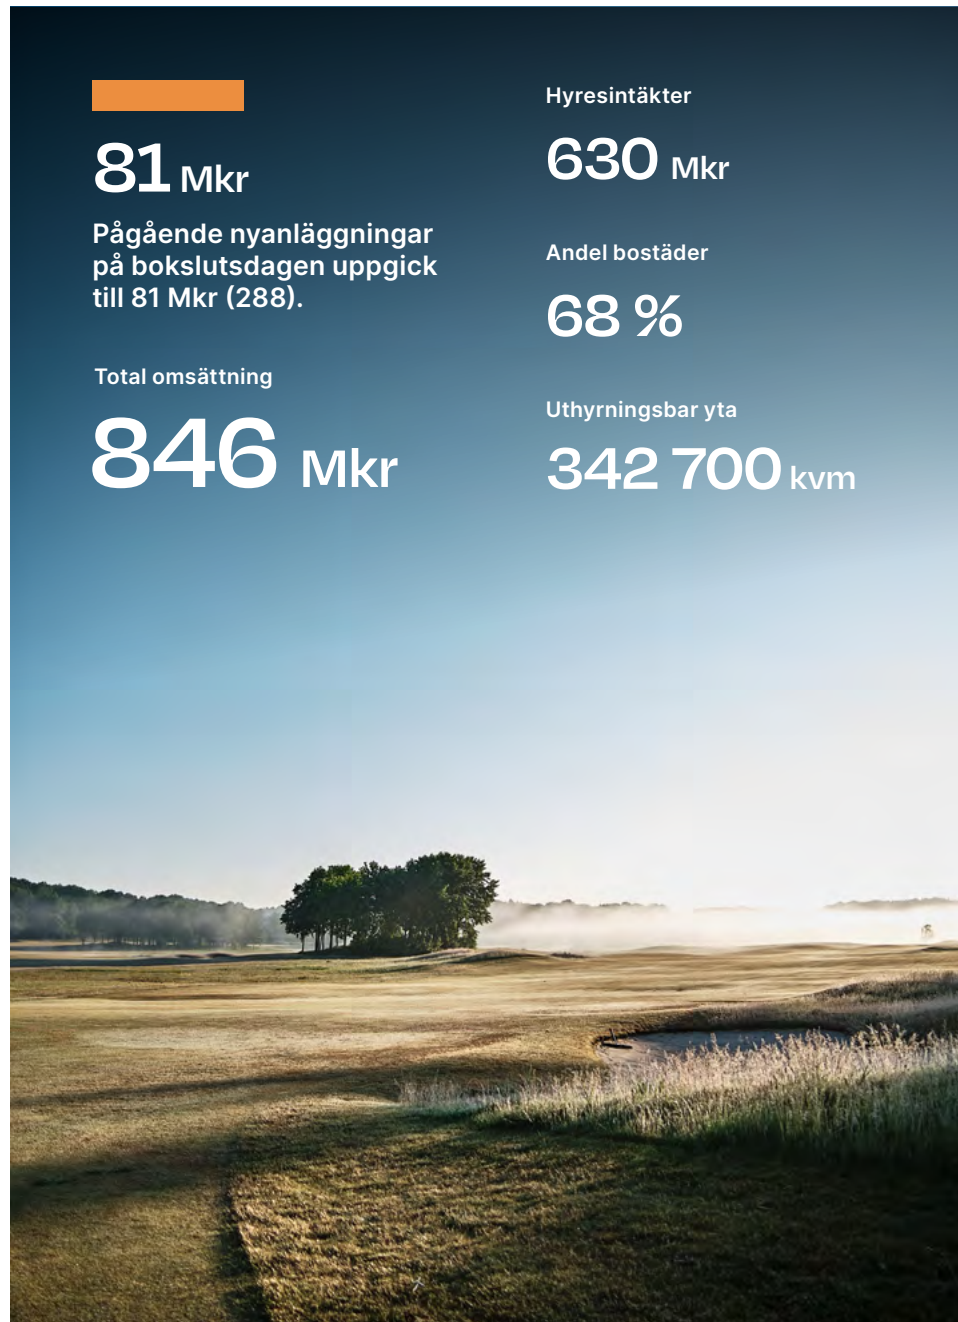 81 Mkr
Pågående nyanläggningar
på bokslutsdagen uppgick
till 81 Mkr (288).
Total omsättning
846 Mkr
Hyresintäkter
630 Mkr
Andel bostäder
68 %
Uthyrningsbar yta
342 700 kvm